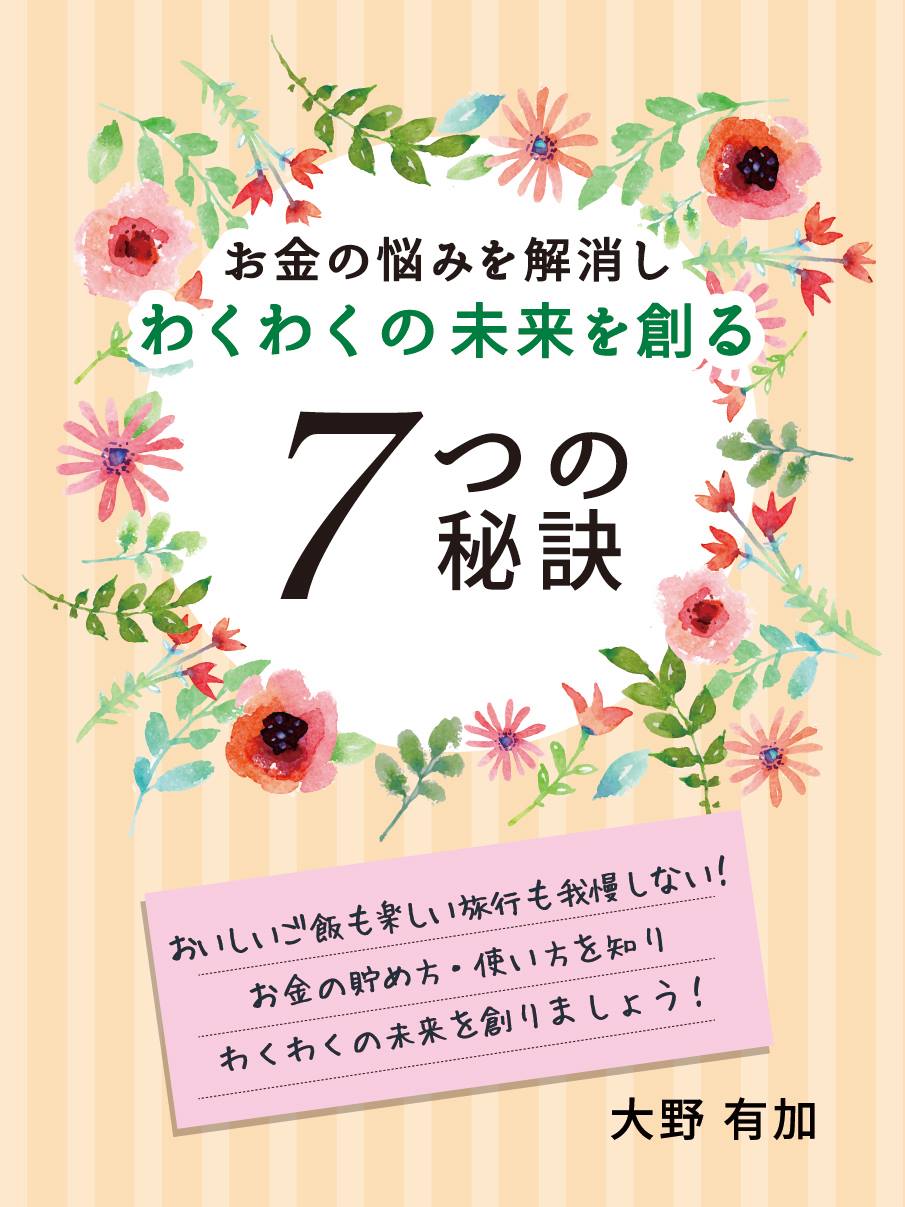 お金の悩みを解消し
わくわくの未来を創る
7つの
秘訣
おいしいご飯も楽しい旅行も我慢しない!
お金の貯め方・使い方を知り
わくわくの未来を創りましょう!
大野 有加